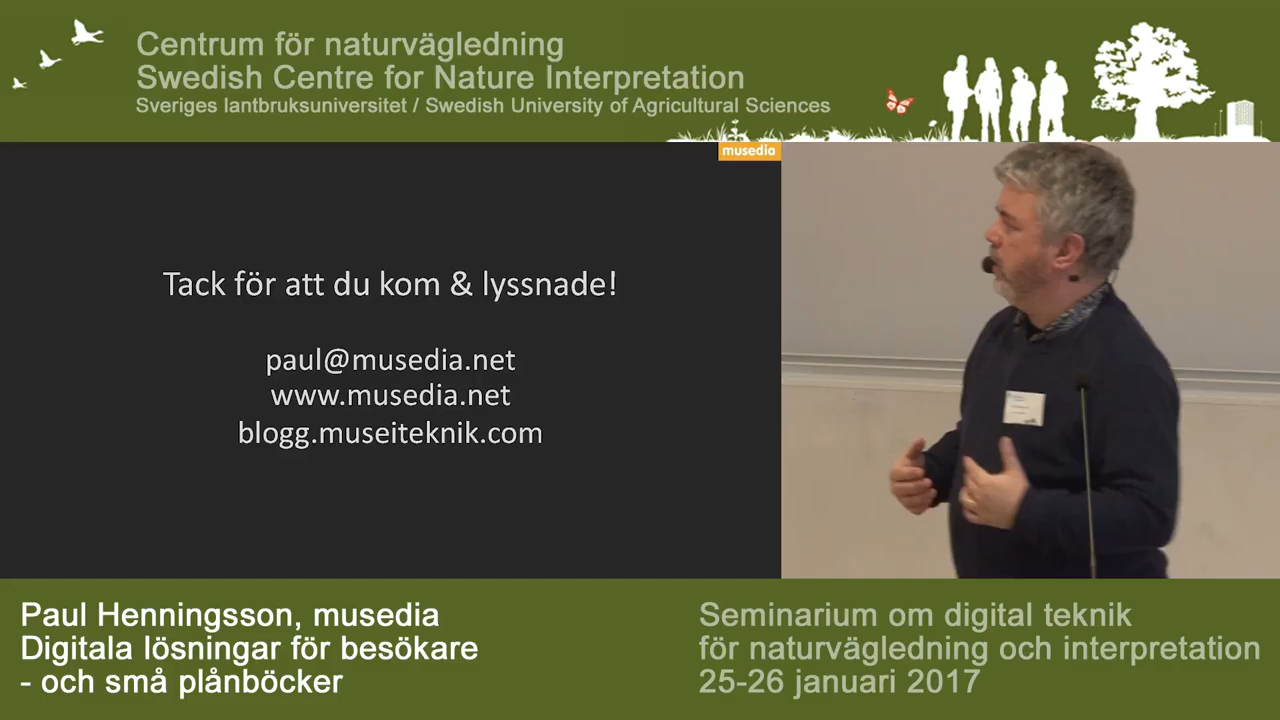 Centrum för naturvägledning
Swedish Centre for Nature Interpretation
Sveriges lantbruksuniversitet / Swedish University of Agricultural Sciences
musedia
Tack för att du kom & lyssnade!
paul@musedia.net
www.musedia.net
blogg.museiteknik.com
Paul Henningsson, musedia
Digitala lösningar för besökare
- och små plånböcker
Seminarium om digital teknik
för naturvägledning och interpretation
25-26 januari 2017